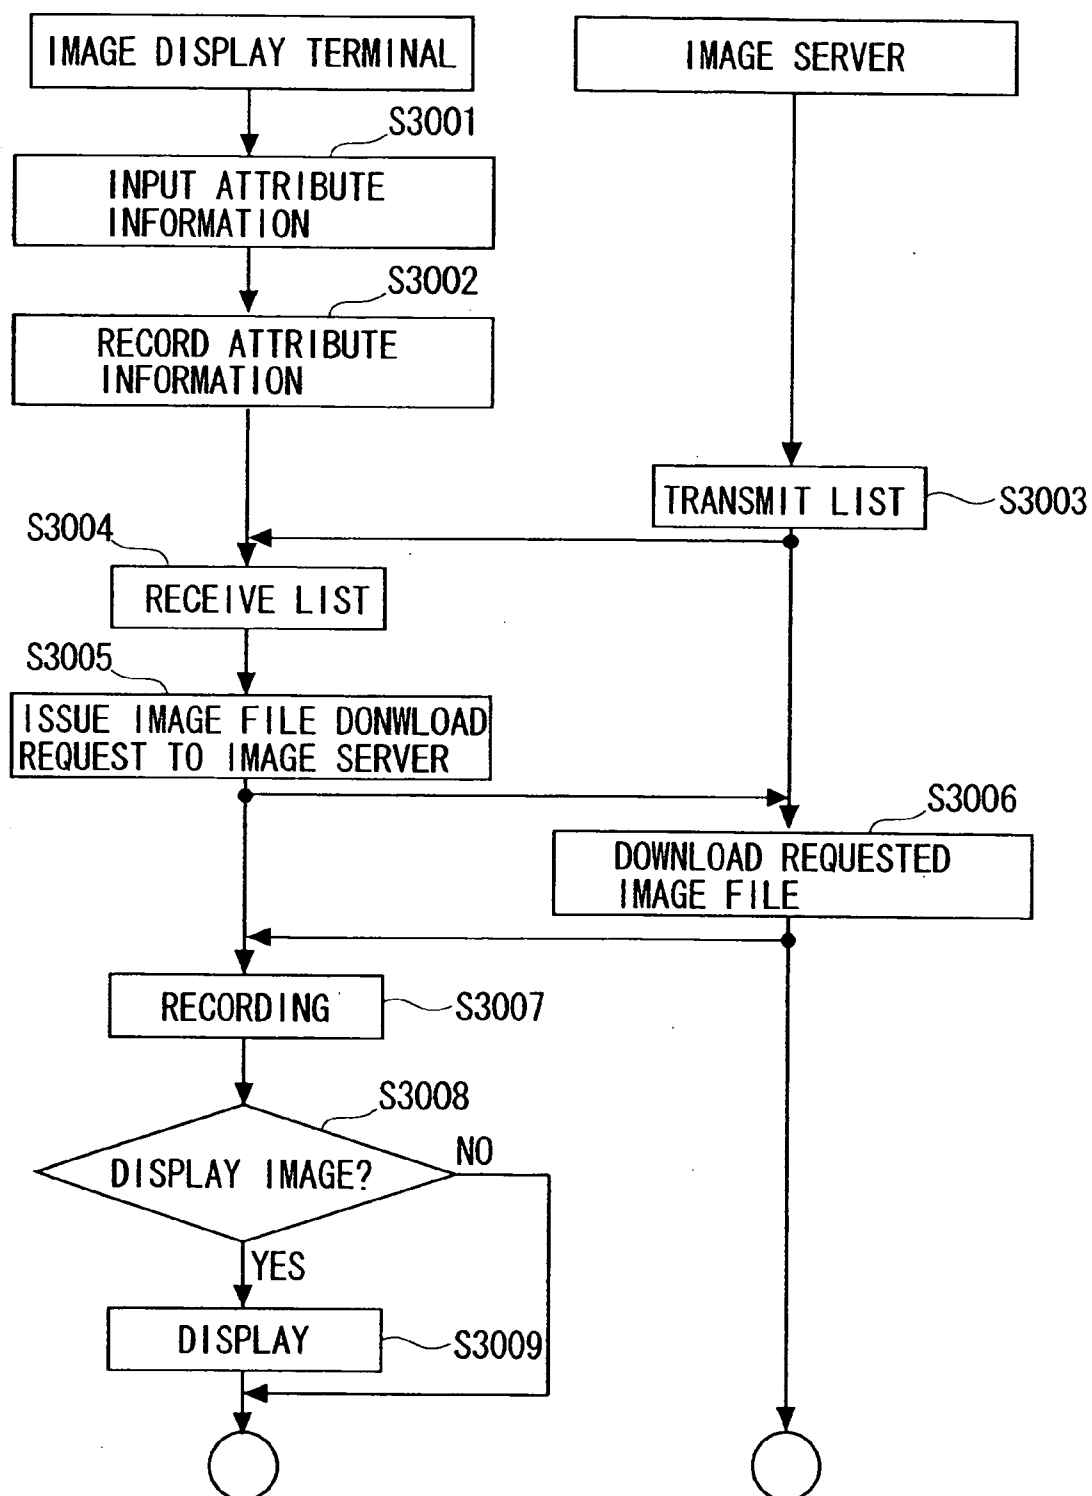 IMAGE DISPLAY TERMINAL
IMAGE SERVER
S3001
INPUT ATTRIBUTE
INFORMATION
S3002
RECORD ATTRIBUTE
INFORMATION
TRANSMIT LIST
S3003
S3004
RECEIVE LIST
S3005
ISSUE IMAGE FILE DONWLOAD
REQUEST TO IMAGE SERVER
S3006
DOWNLOAD REQUESTED
IMAGE FILE
RECORDING
S3007
S3008
DISPLAY IMAGE?
NO
YES
DISPLAY
S3009